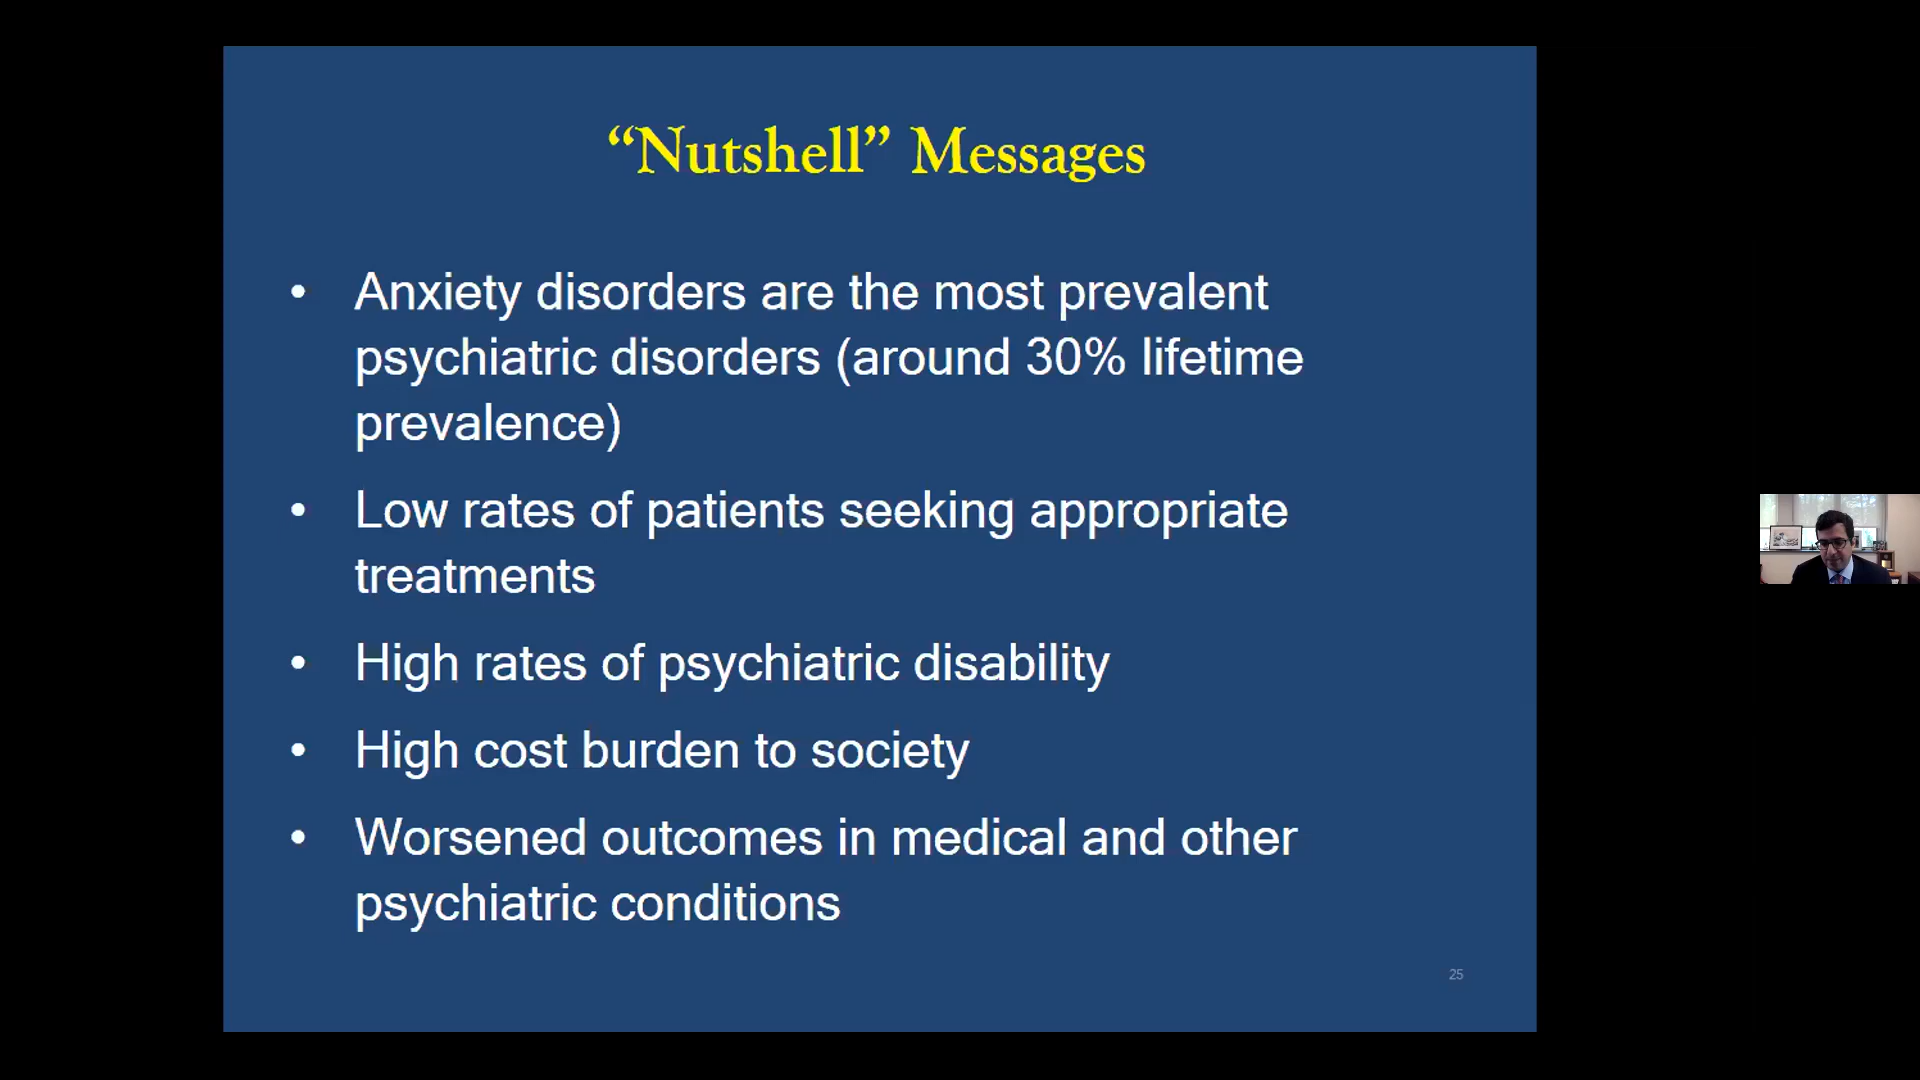 “Nutshell” Messages
• Anxiety disorders are the most prevalent
psychiatric disorders (around 30% lifetime
prevalence)
• Low rates of patients seeking appropriate
treatments
• High rates of psychiatric disability
• High cost burden to society
• Worsened outcomes in medical and other
psychiatric conditions
25